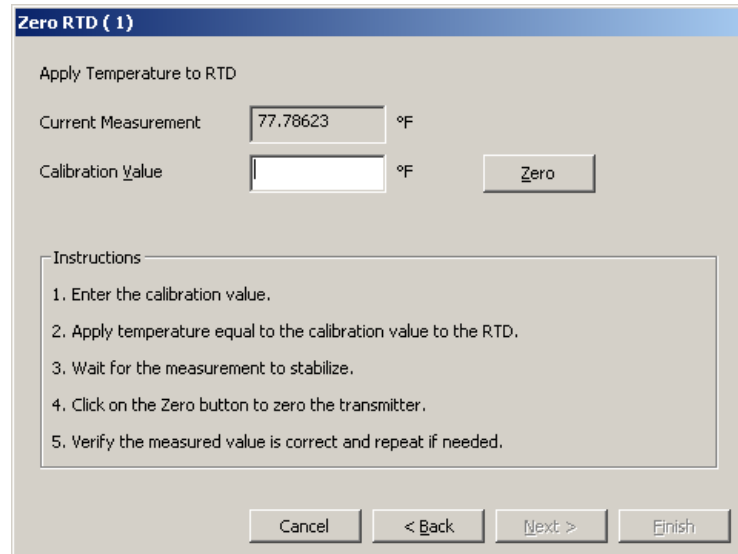 Zero RTD ( 1)
Apply Temperature to RTD
Current Measurement 77.78623 ºF
Calibration Value ºF Zero
Instructions
1. Enter the calibration value.
2. Apply temperature equal to the calibration value to the RTD.
3. Wait for the measurement to stabilize.
4. Click on the Zero button to zero the transmitter.
5. Verify the measured value is correct and repeat if needed.
Cancel < Back Next > Finish